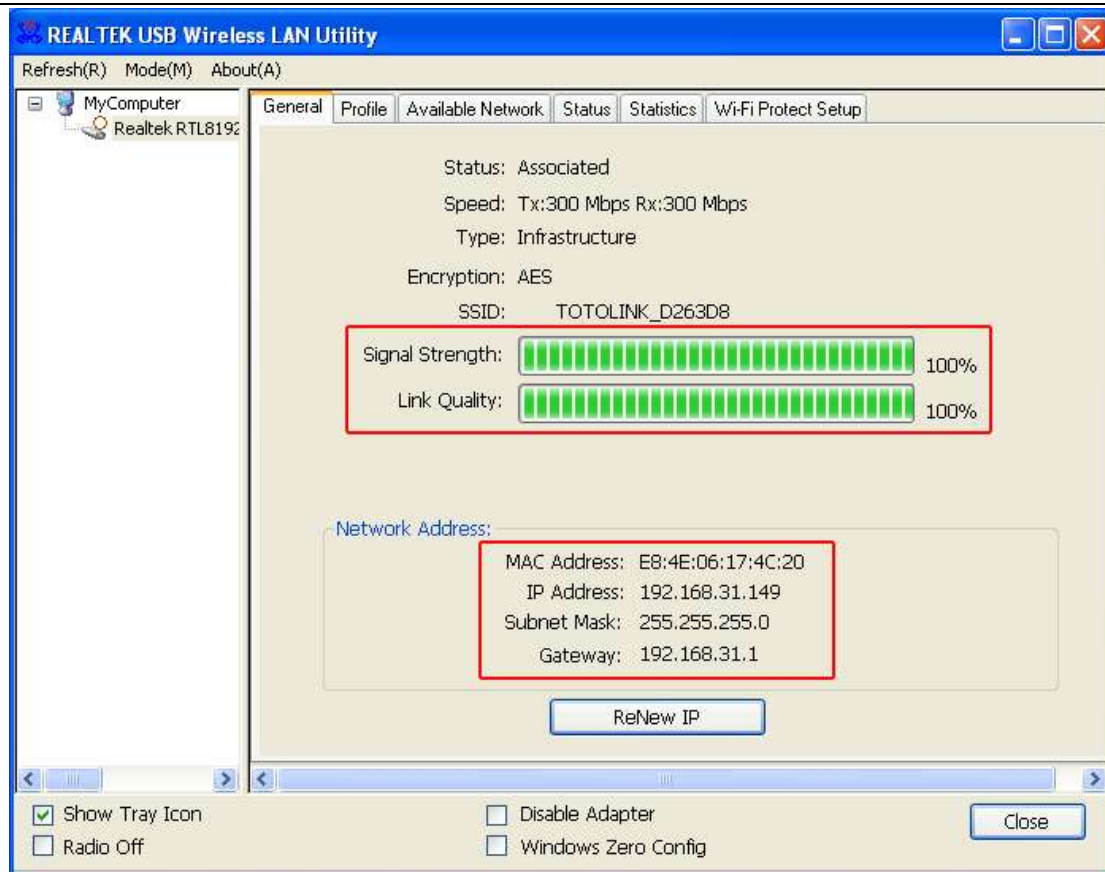 REALTEK USB Wireless LAN Utility
Refresh(R) Mode(M) About(A)
MyComputer
Realtek RTL8192
General Profile Available Network Status Statistics Wi-Fi Protect Setup
Status: Associated
Speed: Tx:300 Mbps Rx:300 Mbps
Type: Infrastructure
Encryption: AES
SSID: TOTOLINK_D263D8
Signal Strength: 100%
Link Quality: 100%
Network Address:
MAC Address: E8:4E:06:17:4C:20
IP Address: 192.168.31.149
Subnet Mask: 255.255.255.0
Gateway: 192.168.31.1
ReNew IP
Show Tray Icon
Radio Off
Disable Adapter
Windows Zero Config
Close